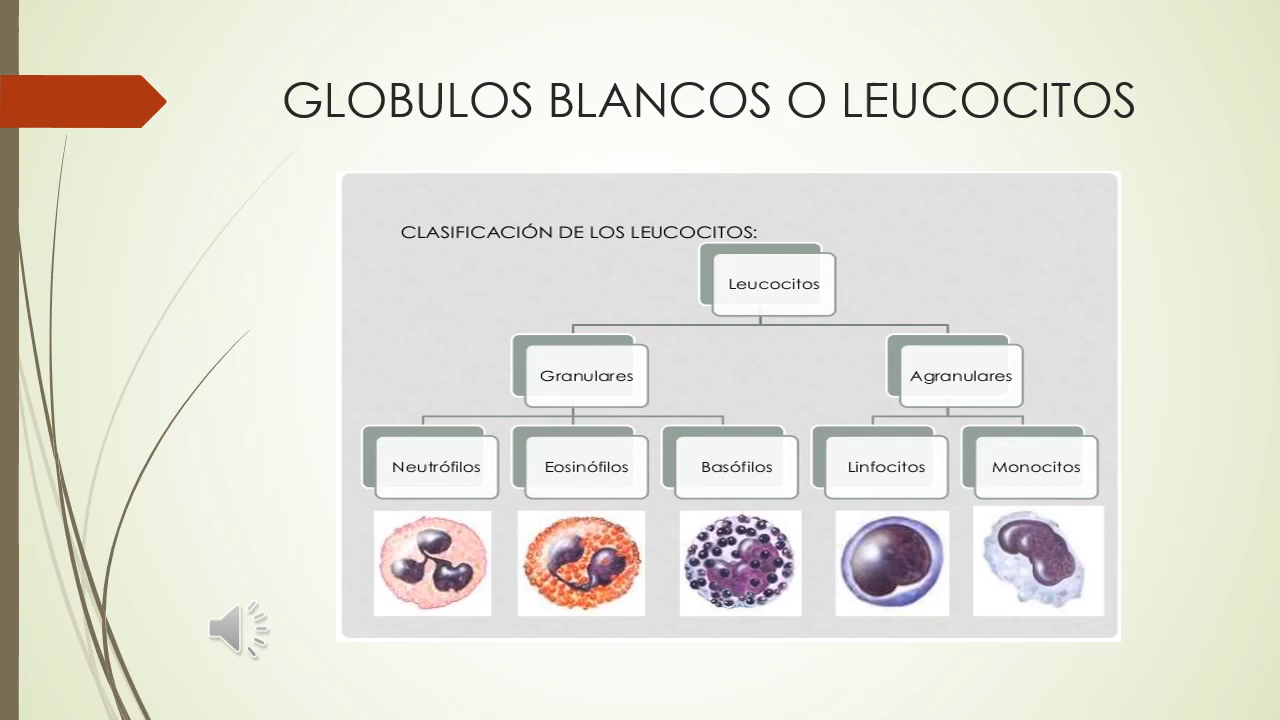 GLOBULOS BLANCOS O LEUCOCITOS
CLASIFICACIÓN DE LOS LEUCOCITOS:
Leucocitos
Granulares
Agranulares
Neutrófilos
Eosinófilos
Basófilos
Linfocitos
Monocitos